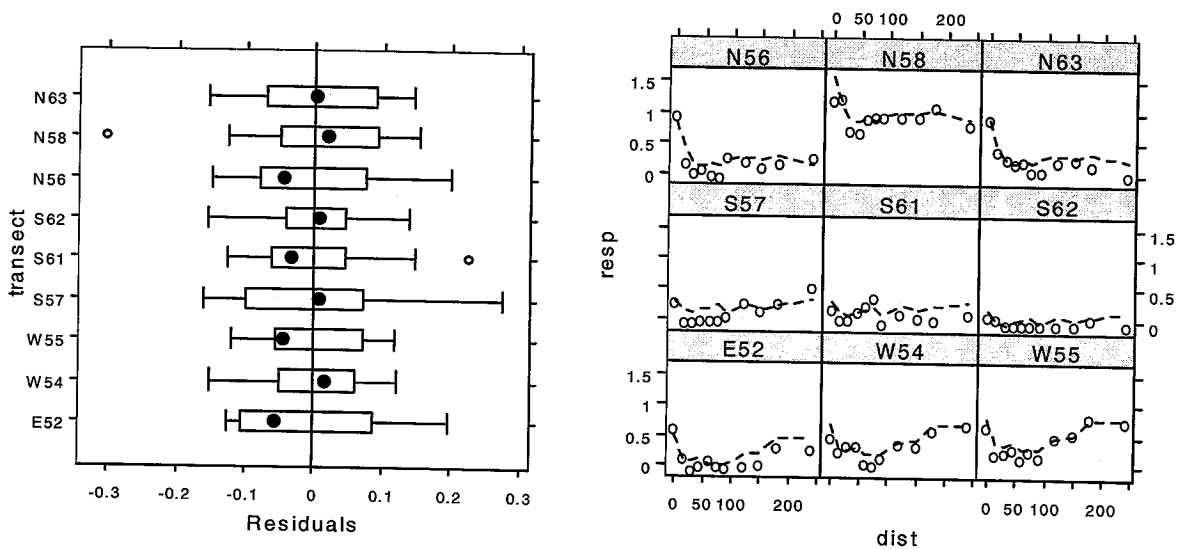 transect
N63
N58
N56
S62
S61
S57
W55
W54
E52
-0.3 -0.2 -0.1 0 0.1 0.2 0.3
Residuals
0 50 100 200
N56 N58 N63
1.5
1
0.5
0
resp
S57 S61 S62
1.5
1
0.5
0
E52 W54 W55
1.5
1
0.5
0
0 50 100 200 0 50 100 200
dist